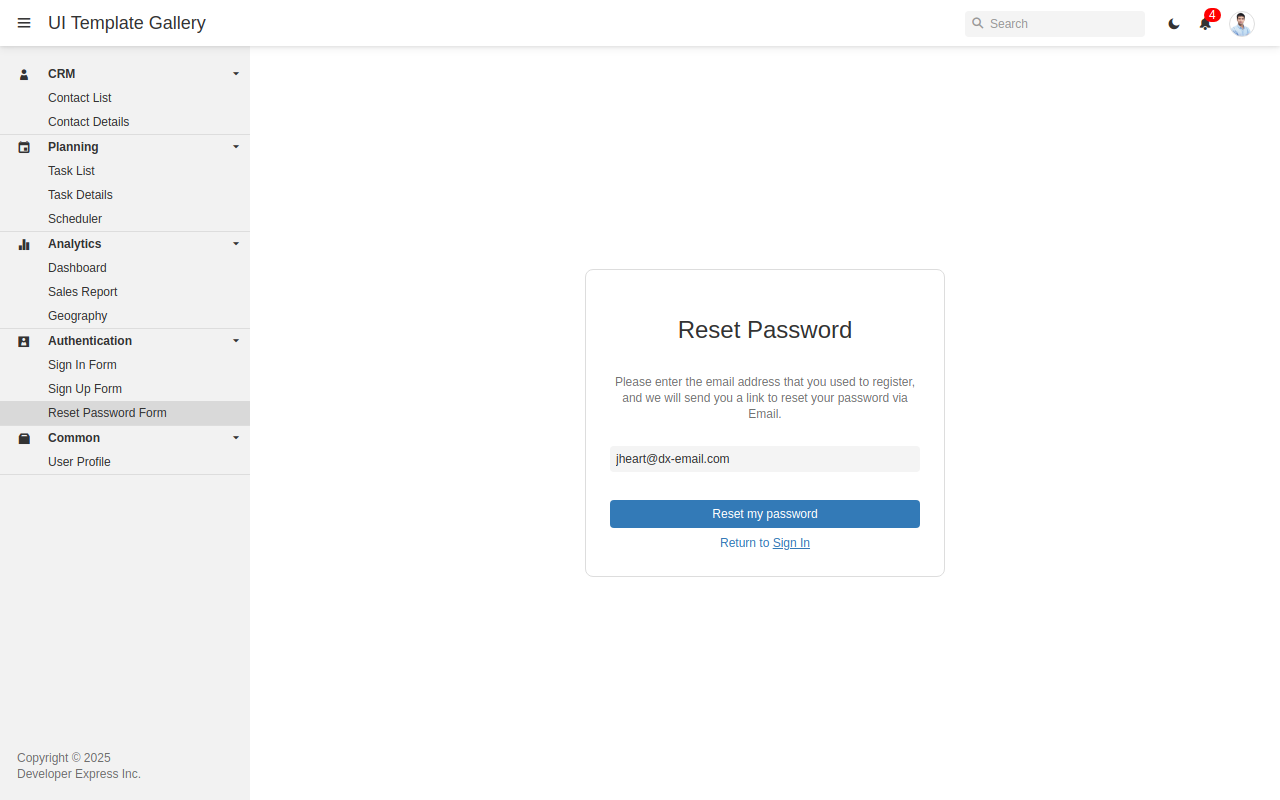 UI Template Gallery
Search
4
CRM
Contact List
Contact Details
Planning
Task List
Task Details
Scheduler
Analytics
Dashboard
Sales Report
Geography
Authentication
Sign In Form
Sign Up Form
Reset Password Form
Common
User Profile
Copyright © 2025
Developer Express Inc.
Reset Password
Please enter the email address that you used to register,
and we will send you a link to reset your password via
Email.
jheart@dx-email.com
Reset my password
Return to Sign In